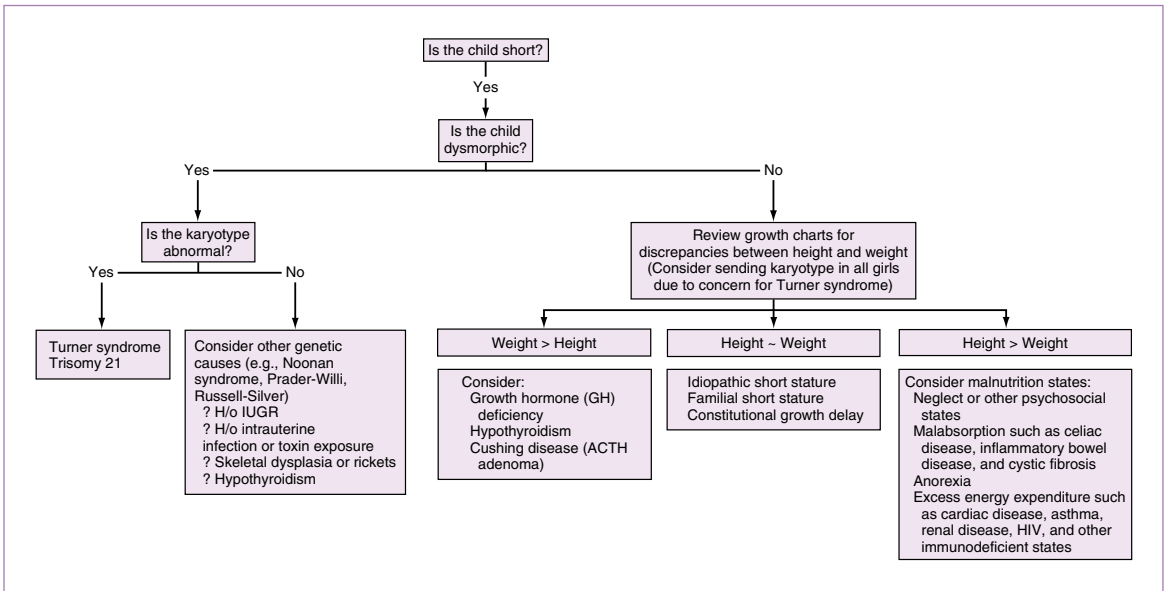 Is the child short?
Yes
Is the child
dysmorphic?
Yes
No
Is the karyotype
abnormal?
Yes
No
Turner syndrome
Trisomy 21
Consider other genetic
causes (e.g., Noonan
syndrome, Prader-Willi,
Russell-Silver)
? H/o IUGR
? H/o intrauterine
infection or toxin exposure
? Skeletal dysplasia or rickets
? Hypothyroidism
Review growth charts for
discrepancies between height and weight
(Consider sending karyotype in all girls
due to concern for Turner syndrome)
Weight > Height
Consider:
Growth hormone (GH)
deficiency
Hypothyroidism
Cushing disease (ACTH
adenoma)
Height ~ Weight
Idiopathic short stature
Familial short stature
Constitutional growth delay
Height > Weight
Consider malnutrition states:
Neglect or other psychosocial
states
Malabsorption such as celiac
disease, inflammatory bowel
disease, and cystic fibrosis
Anorexia
Excess energy expenditure such
as cardiac disease, asthma,
renal disease, HIV, and other
immunodeficient states